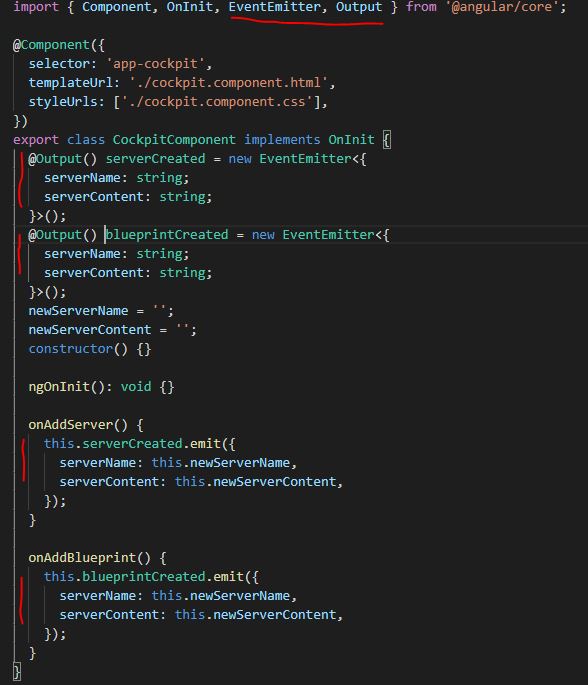 import { Component, OnInit, EventEmitter, Output } from '@angular/core';
@Component({
selector: 'app-cockpit',
templateUrl: './cockpit.component.html',
styleUrls: ['./cockpit.component.css'],
})
export class CockpitComponent implements OnInit {
@Output() serverCreated = new EventEmitter<{
serverName: string;
serverContent: string;
}>();
@Output() blueprintCreated = new EventEmitter<{
serverName: string;
serverContent: string;
}>();
newServerName = '';
newServerContent = '';
constructor() {}
ngOnInit(): void {}
onAddServer() {
this.serverCreated.emit({
serverName: this.newServerName,
serverContent: this.newServerContent,
});
}
onAddBlueprint() {
this.blueprintCreated.emit({
serverName: this.newServerName,
serverContent: this.newServerContent,
});
}
}